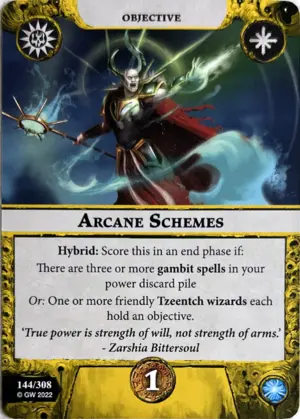 OBJECTIVE
ARCANE SCHEMES
Hybrid: Score this in an end phase if:
There are three or more gambit spells in your
power discard pile
Or: One or more friendly Tzeentch wizards each
hold an objective.
‘True power is strength of will, not strength of arms.’
- Zarshia Bittersoul
144/308
© GW 2022
1